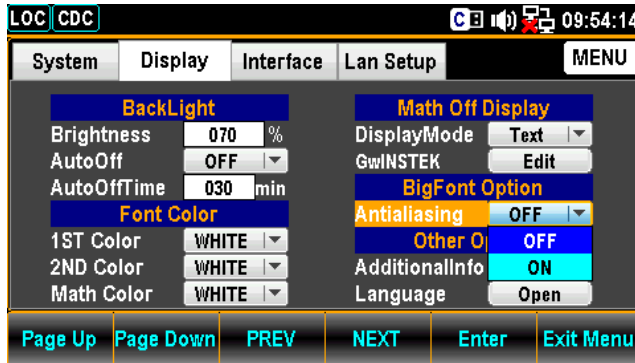 LOC CDC C 09:54:14
System Display Interface Lan Setup MENU
BackLight
Brightness 070 %
AutoOff OFF
AutoOffTime 030 min
Font Color
1ST Color WHITE
2ND Color WHITE
Math Color WHITE
Math Off Display
DisplayMode Text
GwINSTEK Edit
BigFont Option
Antialiasing OFF
OFF
ON
Other
AdditionalInfo
Language Open
Page Up Page Down PREV NEXT Enter Exit Menu